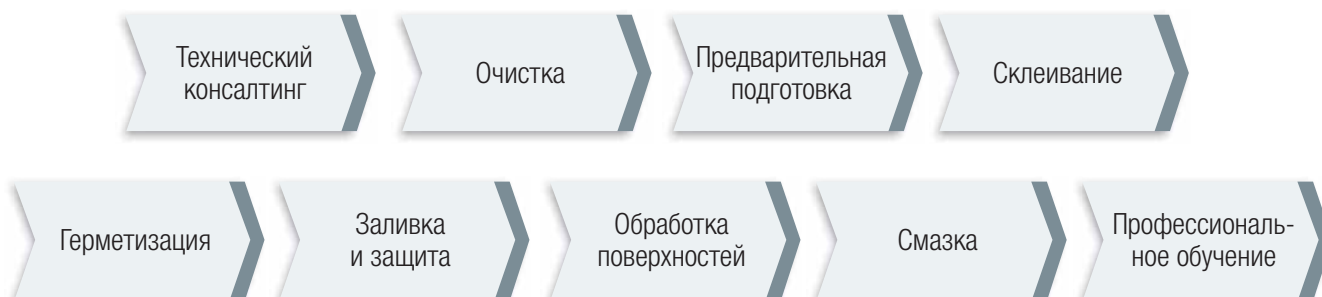 Технический
консалтинг
Очистка
Предварительная
подготовка
Склеивание
Герметизация
Заливка
и защита
Обработка
поверхностей
Смазка
Профессиональ-
ное обучение